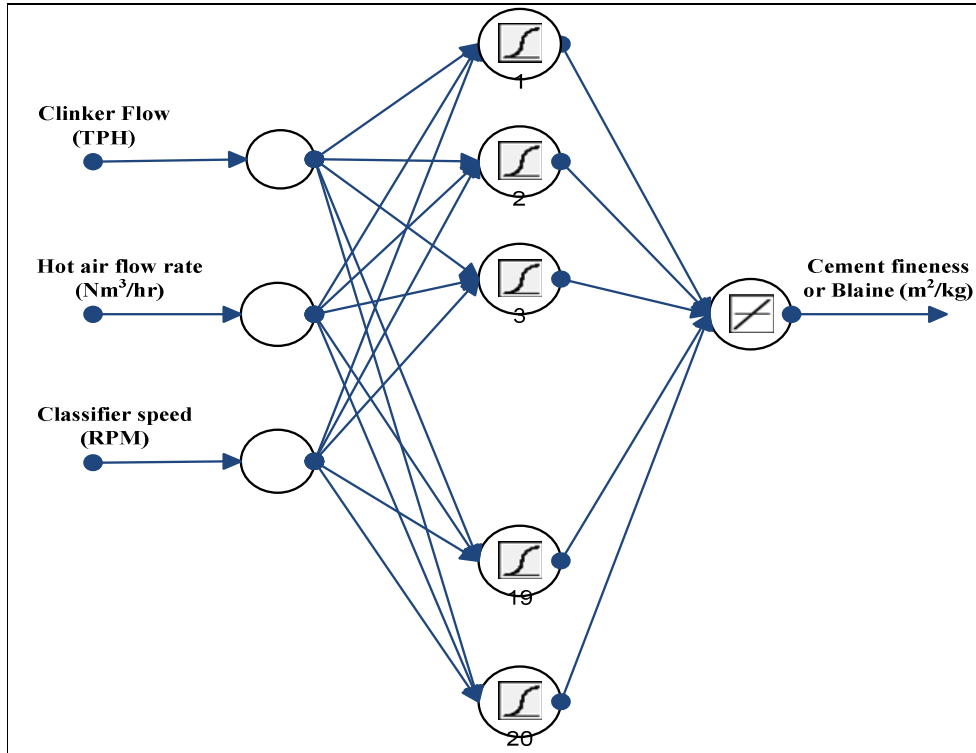 Clinker Flow
(TPH)
Hot air flow rate
(Nm³/hr)
Classifier speed
(RPM)
1
2
3
19
20
Cement fineness
or Blaine (m²/kg)